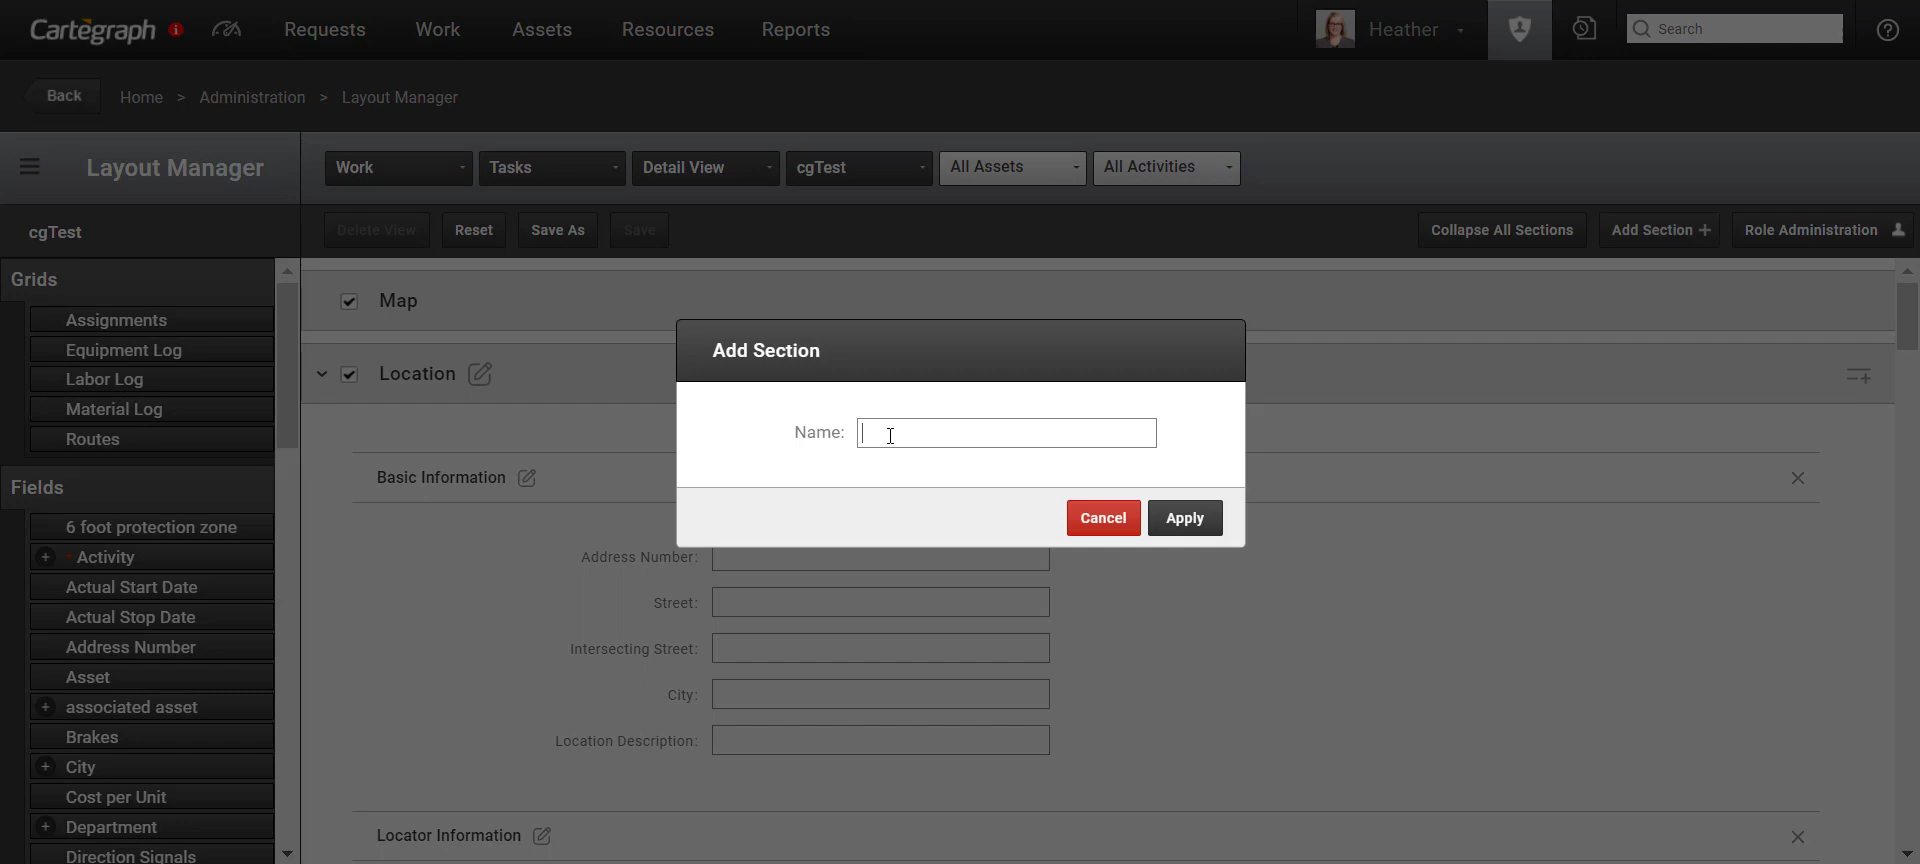 Cartegraph i Requests Work Assets Resources Reports Heather Search ?
Back Home > Administration > Layout Manager
Layout Manager Work Tasks Detail View cgTest All Assets All Activities
cgTest Delete View Reset Save As Save Collapse All Sections Add Section + Role Administration
Grids
Assignments
Equipment Log
Labor Log
Material Log
Routes
Fields
6 foot protection zone
+ * Activity
Actual Start Date
Actual Stop Date
Address Number
Asset
+ associated asset
Brakes
+ City
Cost per Unit
+ Department
Direction Signals
Map
Location
Basic Information
Address Number:
Street:
Intersecting Street:
City:
Location Description:
Locator Information
Add Section
Name:
Cancel Apply